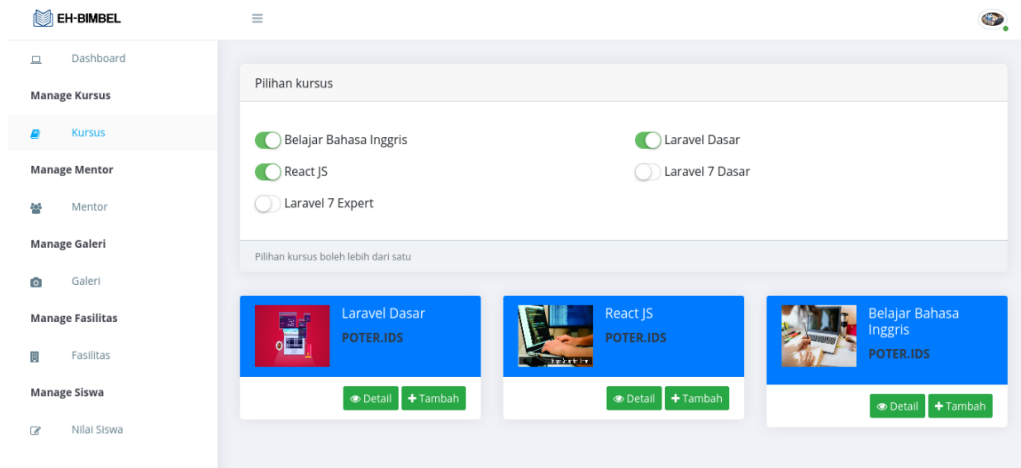 EH-BIMBEL
Dashboard
Manage Kursus
Kursus
Manage Mentor
Mentor
Manage Galeri
Galeri
Manage Fasilitas
Fasilitas
Manage Siswa
Nilai Siswa
Pilihan kursus
Belajar Bahasa Inggris
Laravel Dasar
React JS
Laravel 7 Dasar
Laravel 7 Expert
Pilihan kursus boleh lebih dari satu
Laravel Dasar
POTER.IDS
Detail
Tambah
React JS
POTER.IDS
Detail
Tambah
Belajar Bahasa
Inggris
POTER.IDS
Detail
Tambah